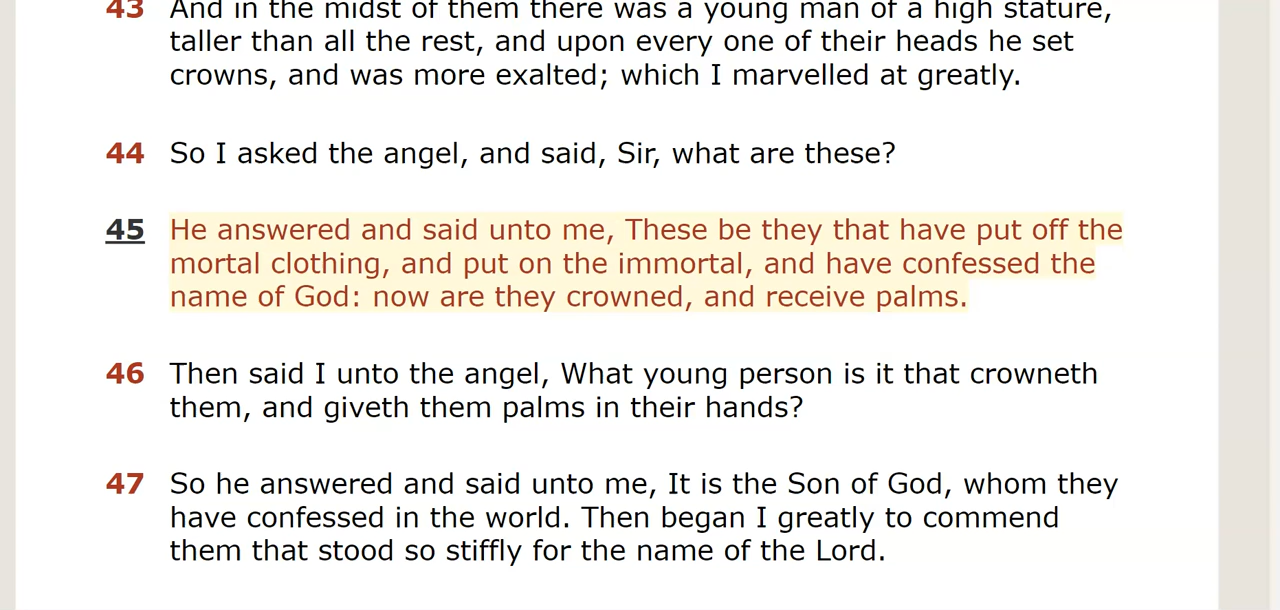 43 And in the midst of them there was a young man of a high stature,
taller than all the rest, and upon every one of their heads he set
crowns, and was more exalted; which I marvelled at greatly.
44 So I asked the angel, and said, Sir, what are these?
45 He answered and said unto me, These be they that have put off the
mortal clothing, and put on the immortal, and have confessed the
name of God: now are they crowned, and receive palms.
46 Then said I unto the angel, What young person is it that crowneth
them, and giveth them palms in their hands?
47 So he answered and said unto me, It is the Son of God, whom they
have confessed in the world. Then began I greatly to commend
them that stood so stiffly for the name of the Lord.